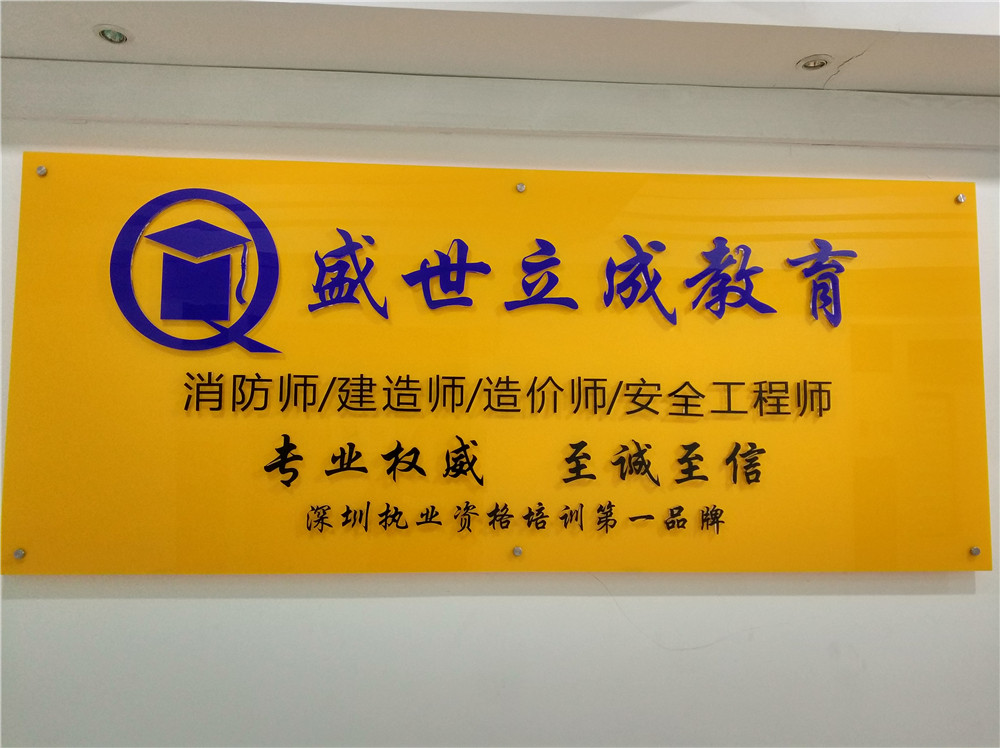 盛世立成教育
消防师/建造师/造价师/安全工程师
专业权威 至诚至信
深圳执业资格培训第一品牌